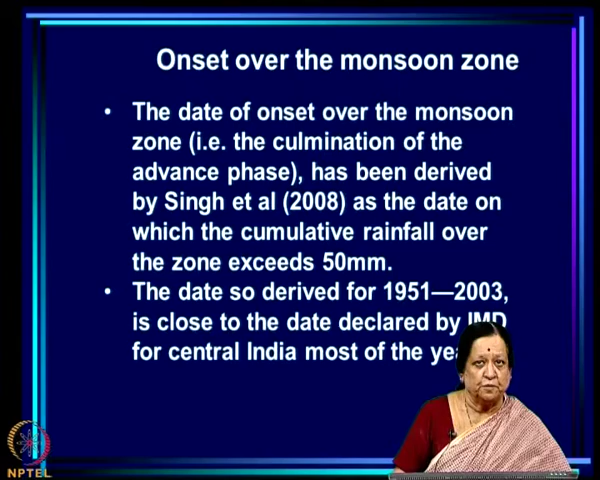 Onset over the monsoon zone
• The date of onset over the monsoon
zone (i.e. the culmination of the
advance phase), has been derived
by Singh et al (2008) as the date on
which the cumulative rainfall over
the zone exceeds 50mm.
• The date so derived for 1951—2003,
is close to the date declared by IMD
for central India most of the
NPTEL